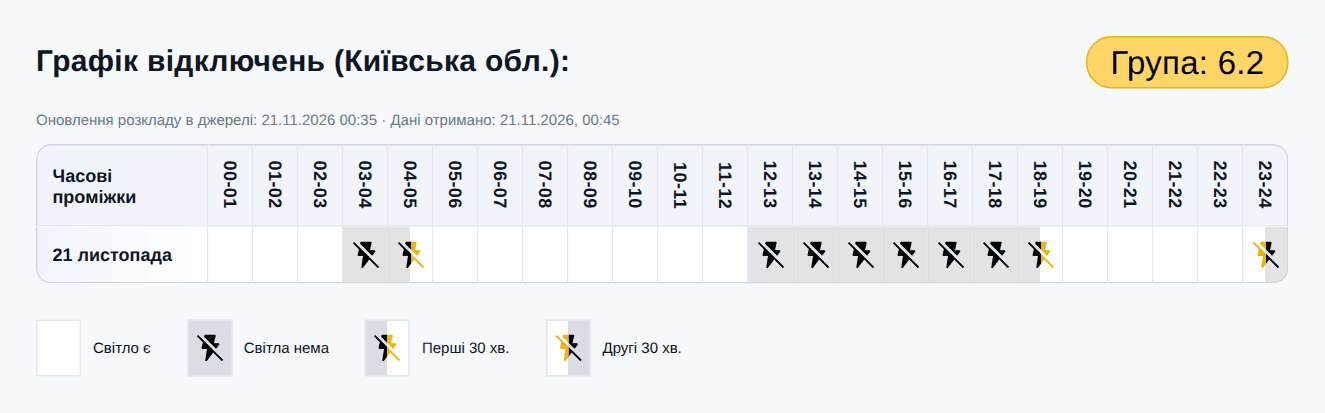 Графік відключень (Київська обл.):
Група: 6.2
Оновлення розкладу в джерелі: 21.11.2026 00:35 · Дані отримано: 21.11.2026, 00:45
Часові
проміжки
00-01
01-02
02-03
03-04
04-05
05-06
06-07
07-08
08-09
09-10
10-11
11-12
12-13
13-14
14-15
15-16
16-17
17-18
18-19
19-20
20-21
21-22
22-23
23-24
21 листопада
Світло є
Світла нема
Перші 30 хв.
Другі 30 хв.